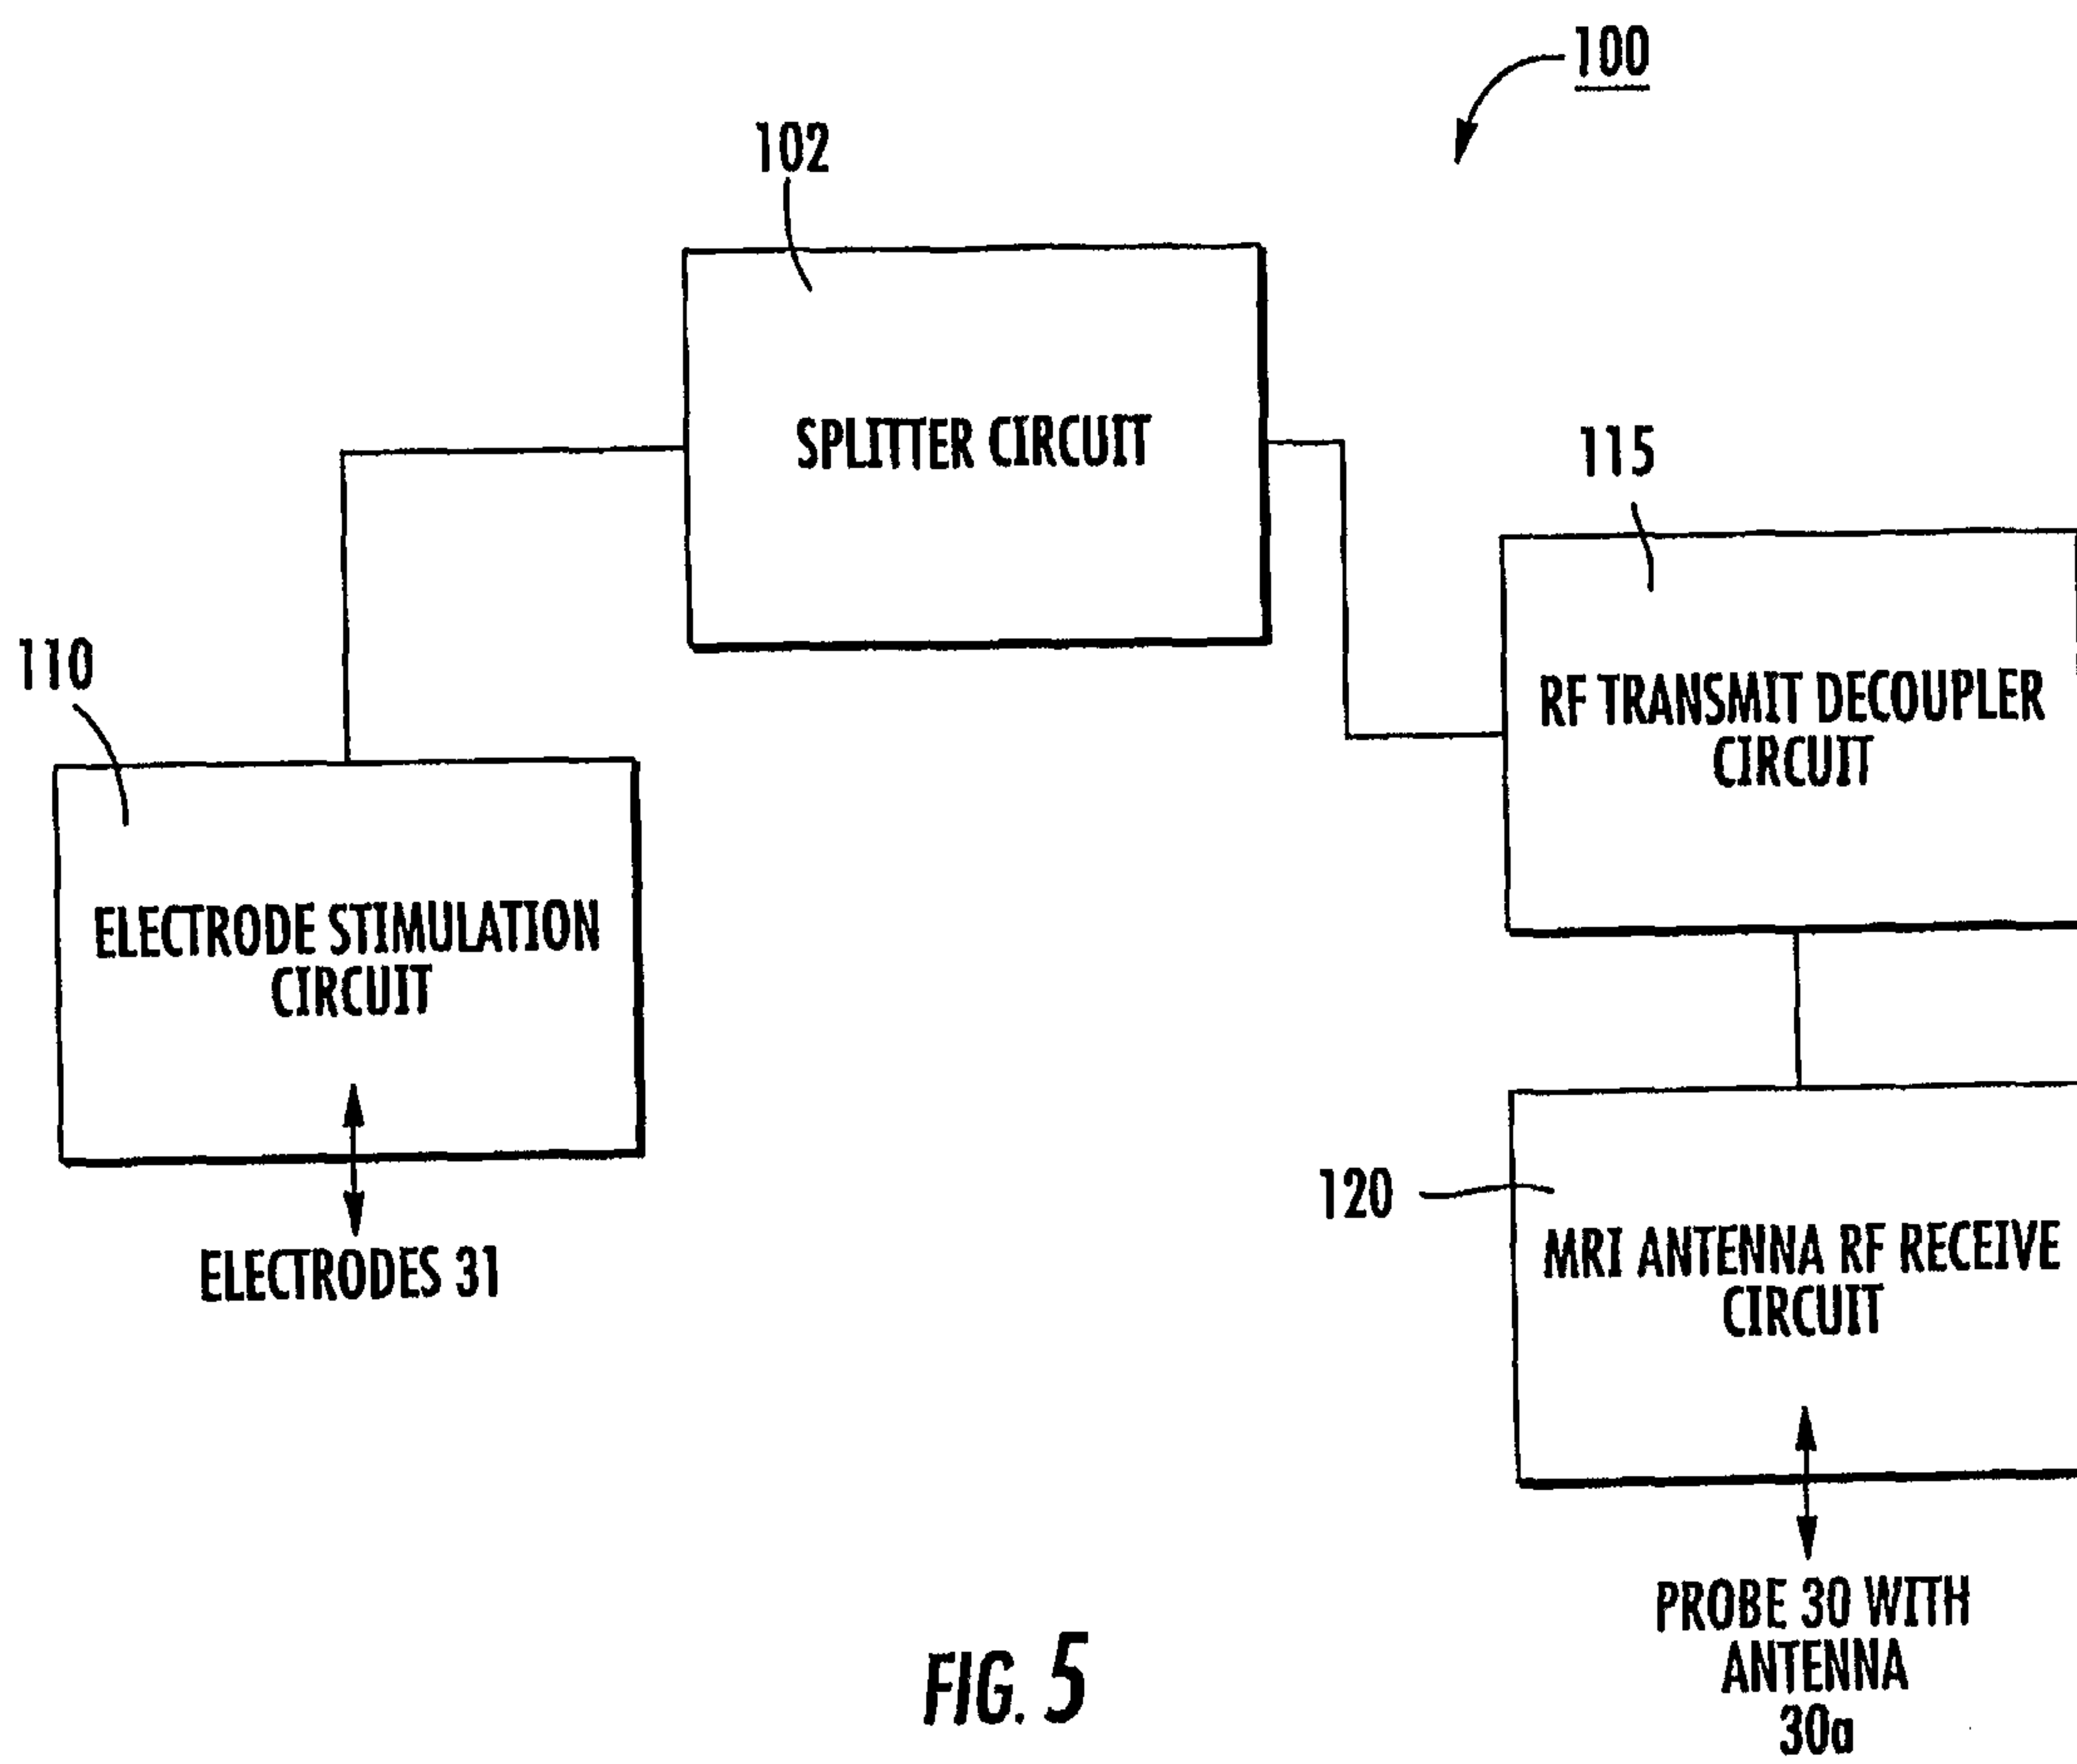 100
102
SPLITTER CIRCUIT
115
RF TRANSMIT DECOUPLER
CIRCUIT
110
ELECTRODE STIMULATION
CIRCUIT
ELECTRODES 31
120
MRI ANTENNA RF RECEIVE
CIRCUIT
PROBE 30 WITH
ANTENNA
30a
FIG. 5